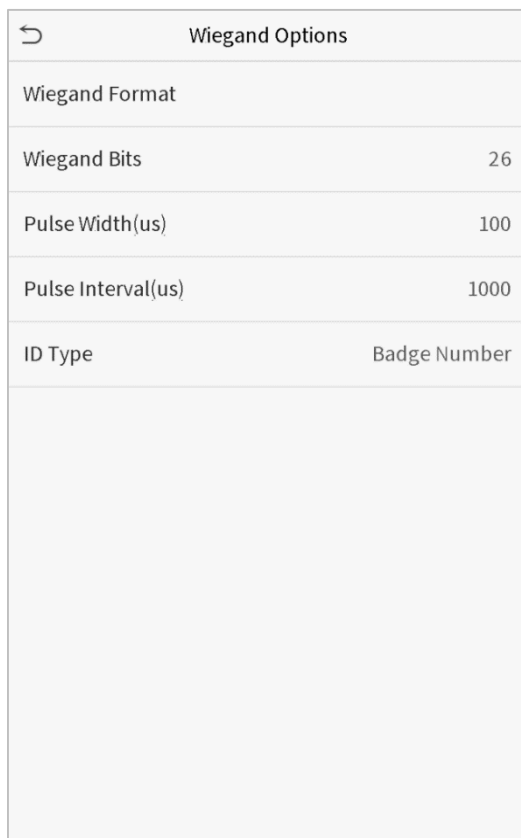 Wiegand Options
Wiegand Format
Wiegand Bits 26
Pulse Width(us) 100
Pulse Interval(us) 1000
ID Type Badge Number